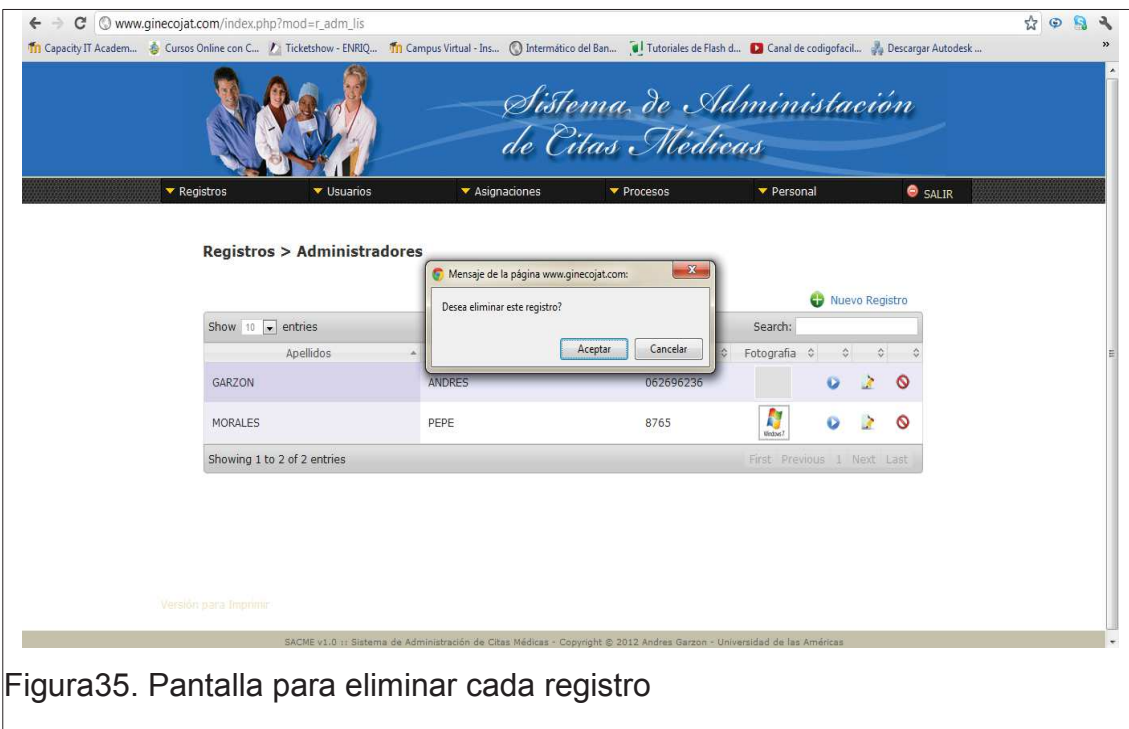 www.ginecojat.com/index.php?mod=r_adm_lis
Capacity IT Academ... Cursos Online con C... Ticketshow - ENRIQ... Campus Virtual - Ins... Intermático del Ban... Tutoriales de Flash d... Canal de codigofacil... Descargar Autodesk ... »
Sistema de Administación
de Citas Médicas
Registros Usuarios Asignaciones Procesos Personal SALIR
Registros > Administradores
Mensaje de la página www.ginecojat.com:
Desea eliminar este registro?
Aceptar Cancelar
Nuevo Registro
Show 10 entries Search:
Apellidos Fotografia
GARZON ANDRES 062696236
MORALES PEPE 8765
Windows 7
Showing 1 to 2 of 2 entries First Previous 1 Next Last
Versión para Imprimir
SACME v1.0 :: Sistema de Administración de Citas Médicas - Copyright © 2012 Andres Garzon - Universidad de las Américas
Figura35. Pantalla para eliminar cada registro